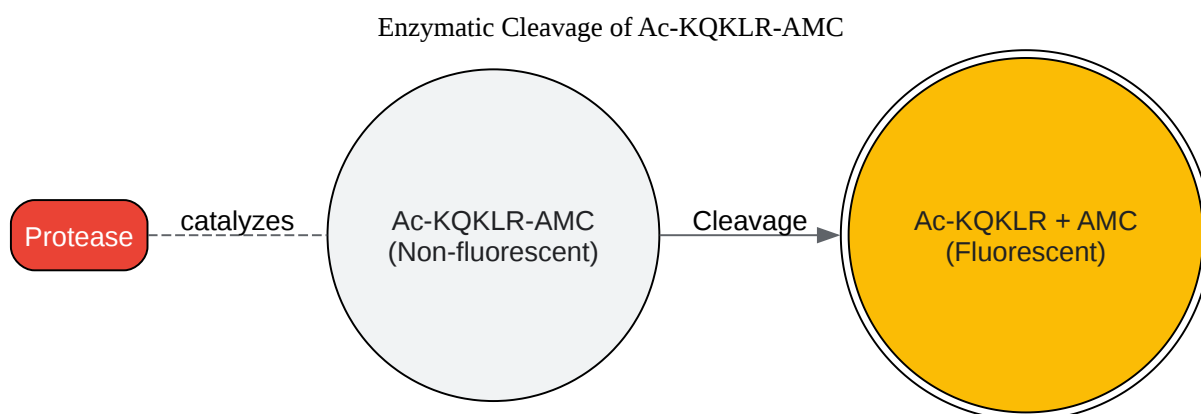 Enzymatic Cleavage of Ac-KQKLR-AMC
Protease
catalyzes
Ac-KQKLR-AMC
(Non-fluorescent)
Cleavage
Ac-KQKLR + AMC
(Fluorescent)